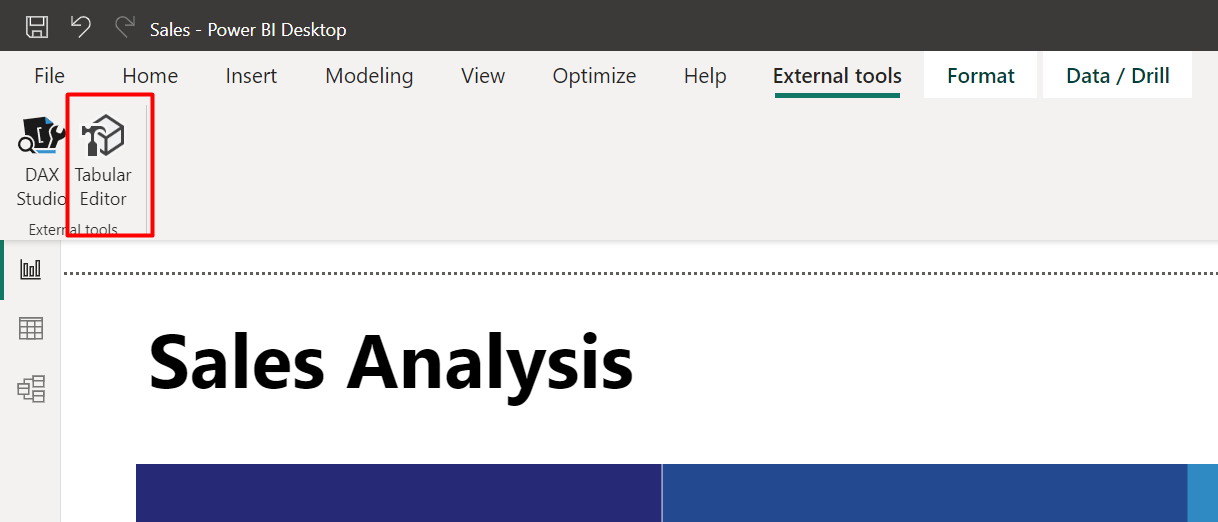 Sales - Power BI Desktop
File Home Insert Modeling View Optimize Help External tools Format Data / Drill
DAX Tabular
Studio Editor
External tools
Sales Analysis